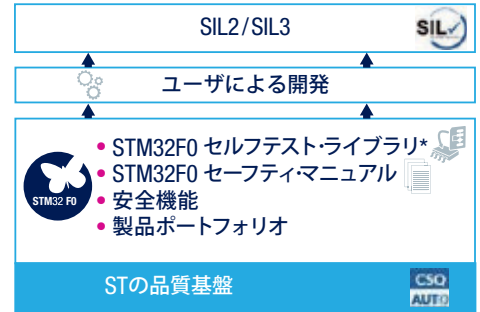 SIL2/SIL3
SIL
ユーザによる開発
• STM32F0 セルフテスト・ライブラリ*
• STM32F0 セーフティ・マニュアル
• 安全機能
• 製品ポートフォリオ
STM32 F0
STの品質基盤
CSQ
AUTO